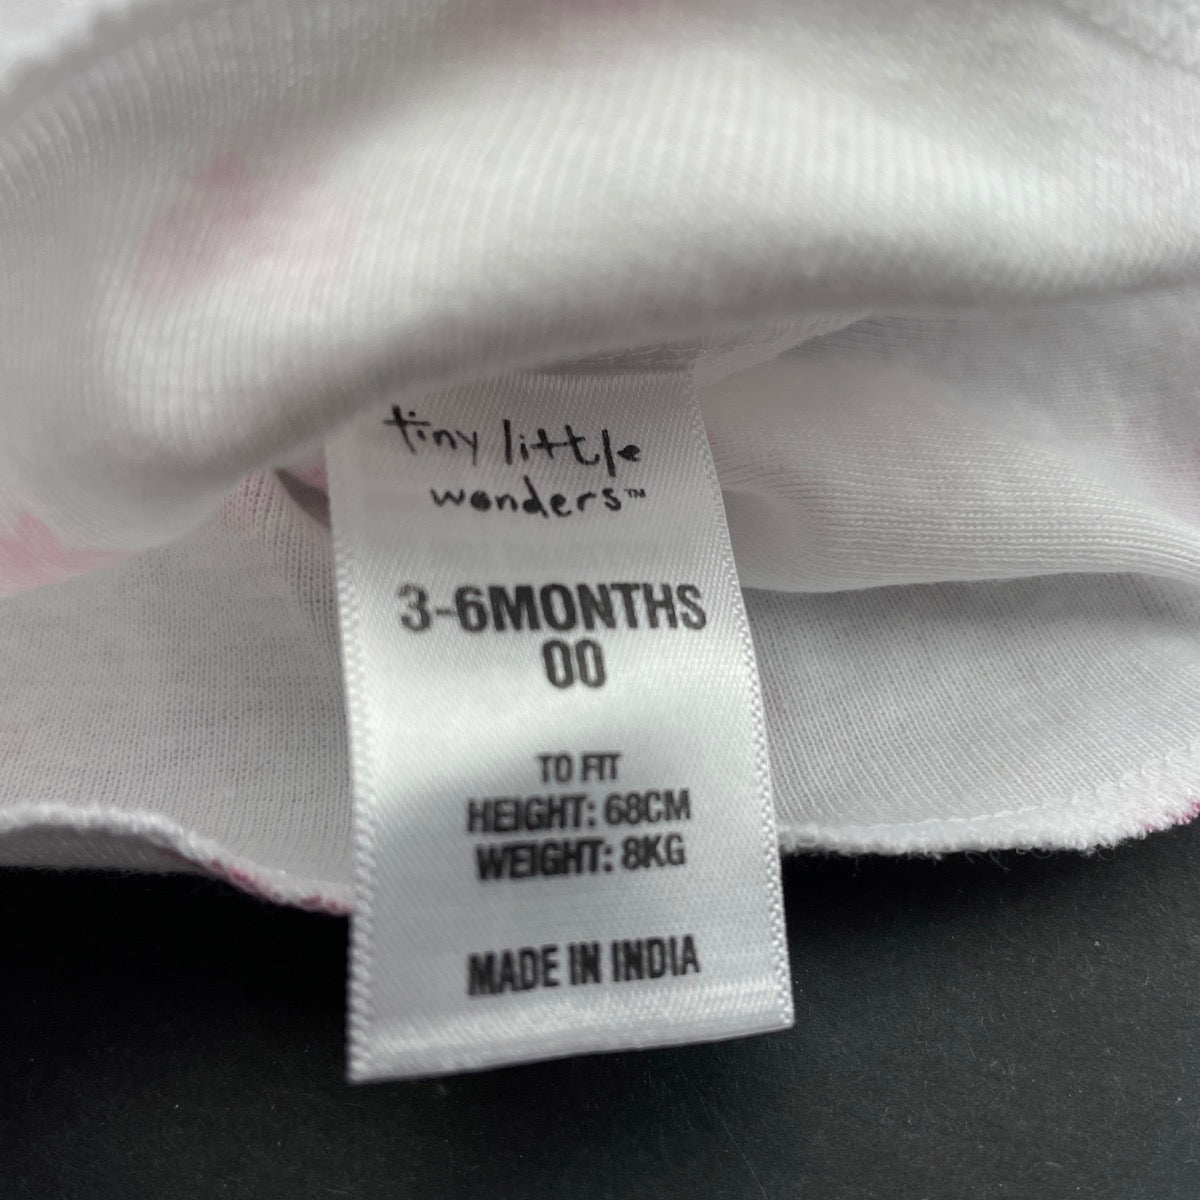 tiny little
wonders™
3-6MONTHS
00
TO FIT
HEIGHT: 68CM
WEIGHT: 8KG
MADE IN INDIA